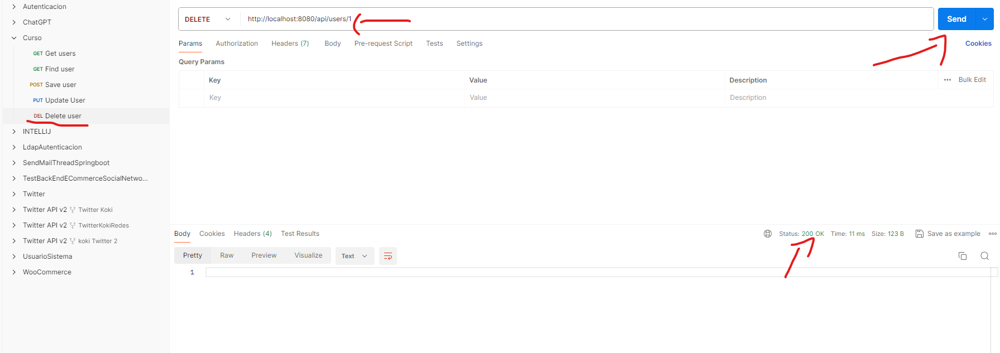 Autenticacion
ChatGPT
Curso
GET Get users
GET Find user
POST Save user
PUT Update User
DEL Delete user
INTELLIJ
LdapAutenticacion
SendMailThreadSpringboot
TestBackEndECommerceSocialNetwo...
Twitter
Twitter API v2 Twitter Koki
Twitter API v2 TwitterKokiRedes
Twitter API v2 koki Twitter 2
UsuarioSistema
WooCommerce
DELETE http://localhost:8080/api/users/1 Send
Params Authorization Headers (7) Body Pre-request Script Tests Settings Cookies
Query Params
Key Value Description ••• Bulk Edit
Key Value Description
Body Cookies Headers (4) Test Results Status: 200 OK Time: 11 ms Size: 123 B Save as example
Pretty Raw Preview Visualize Text
1